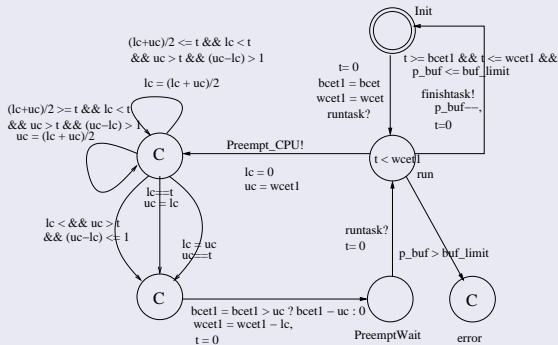 Init
(lc+uc)/2 <= t && lc < t
&& uc > t && (uc−lc) > 1
lc = (lc + uc)/2
t= 0
bcet1 = bcet
wcet1 = wcet
runtask?
t >= bcet1 && t <= wcet1 &&
p_buf <= buf_limit
finishtask!
p_buf−−,
t=0
(lc+uc)/2 >= t && lc < t
&& uc > t && (uc−lc) > 1
uc = (lc + uc)/2
C
Preempt_CPU!
t < wcet1
run
lc = 0
uc = wcet1
lc==t
uc = lc
lc < && uc > t
&& (uc−lc) <= 1
lc = uc
uc==t
runtask?
t= 0
p_buf > buf_limit
C
bcet1 = bcet1 > uc ? bcet1 − uc : 0
wcet1 = wcet1 − lc,
t = 0
PreemptWait
C
error